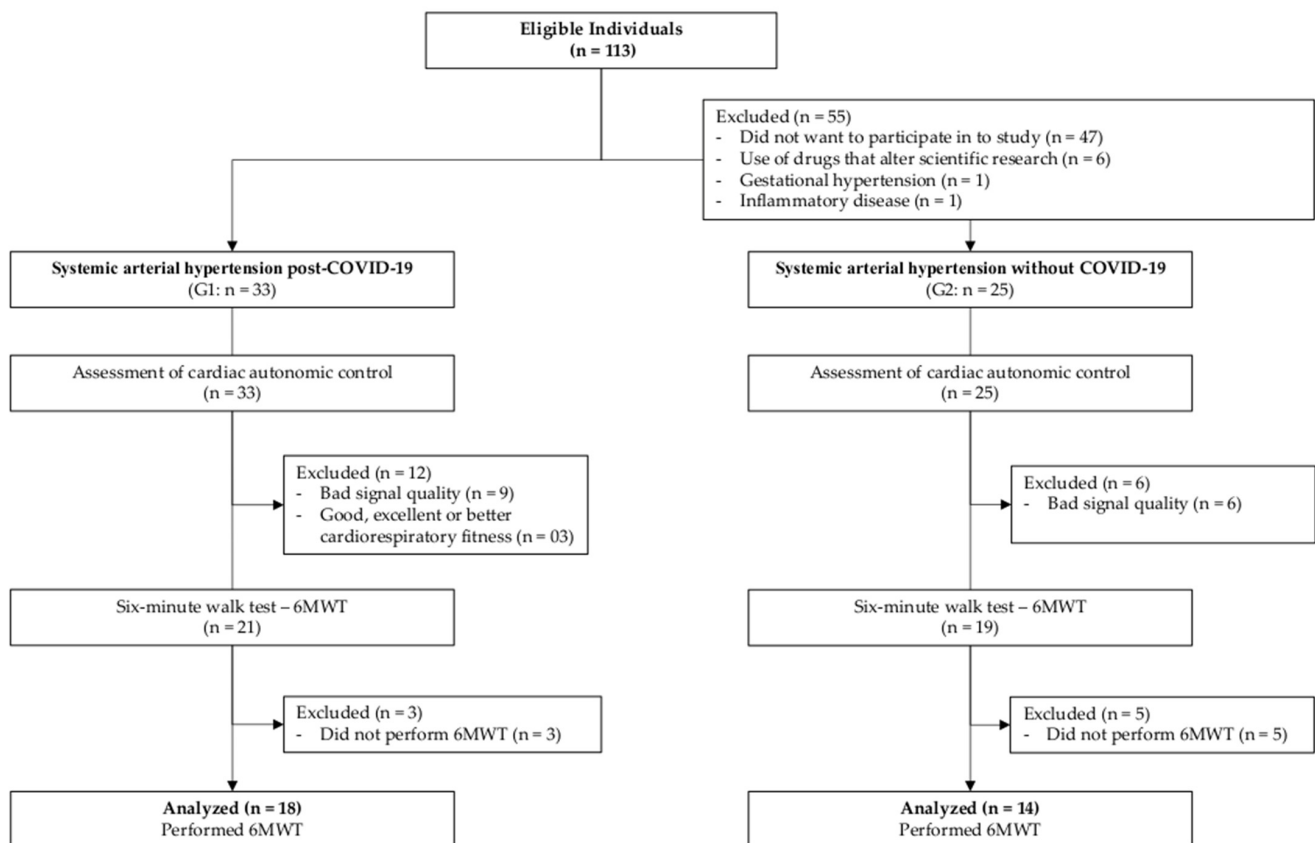 Eligible Individuals
(n = 113)
Excluded (n = 55)
- Did not want to participate in to study (n = 47)
- Use of drugs that alter scientific research (n = 6)
- Gestational hypertension (n = 1)
- Inflammatory disease (n = 1)
Systemic arterial hypertension post-COVID-19
(G1: n = 33)
Systemic arterial hypertension without COVID-19
(G2: n = 25)
Assessment of cardiac autonomic control
(n = 33)
Assessment of cardiac autonomic control
(n = 25)
Excluded (n = 12)
- Bad signal quality (n = 9)
- Good, excellent or better
cardiorespiratory fitness (n = 03)
Excluded (n = 6)
- Bad signal quality (n = 6)
Six-minute walk test – 6MWT
(n = 21)
Six-minute walk test – 6MWT
(n = 19)
Excluded (n = 3)
- Did not perform 6MWT (n = 3)
Excluded (n = 5)
- Did not perform 6MWT (n = 5)
Analyzed (n = 18)
Performed 6MWT
Analyzed (n = 14)
Performed 6MWT